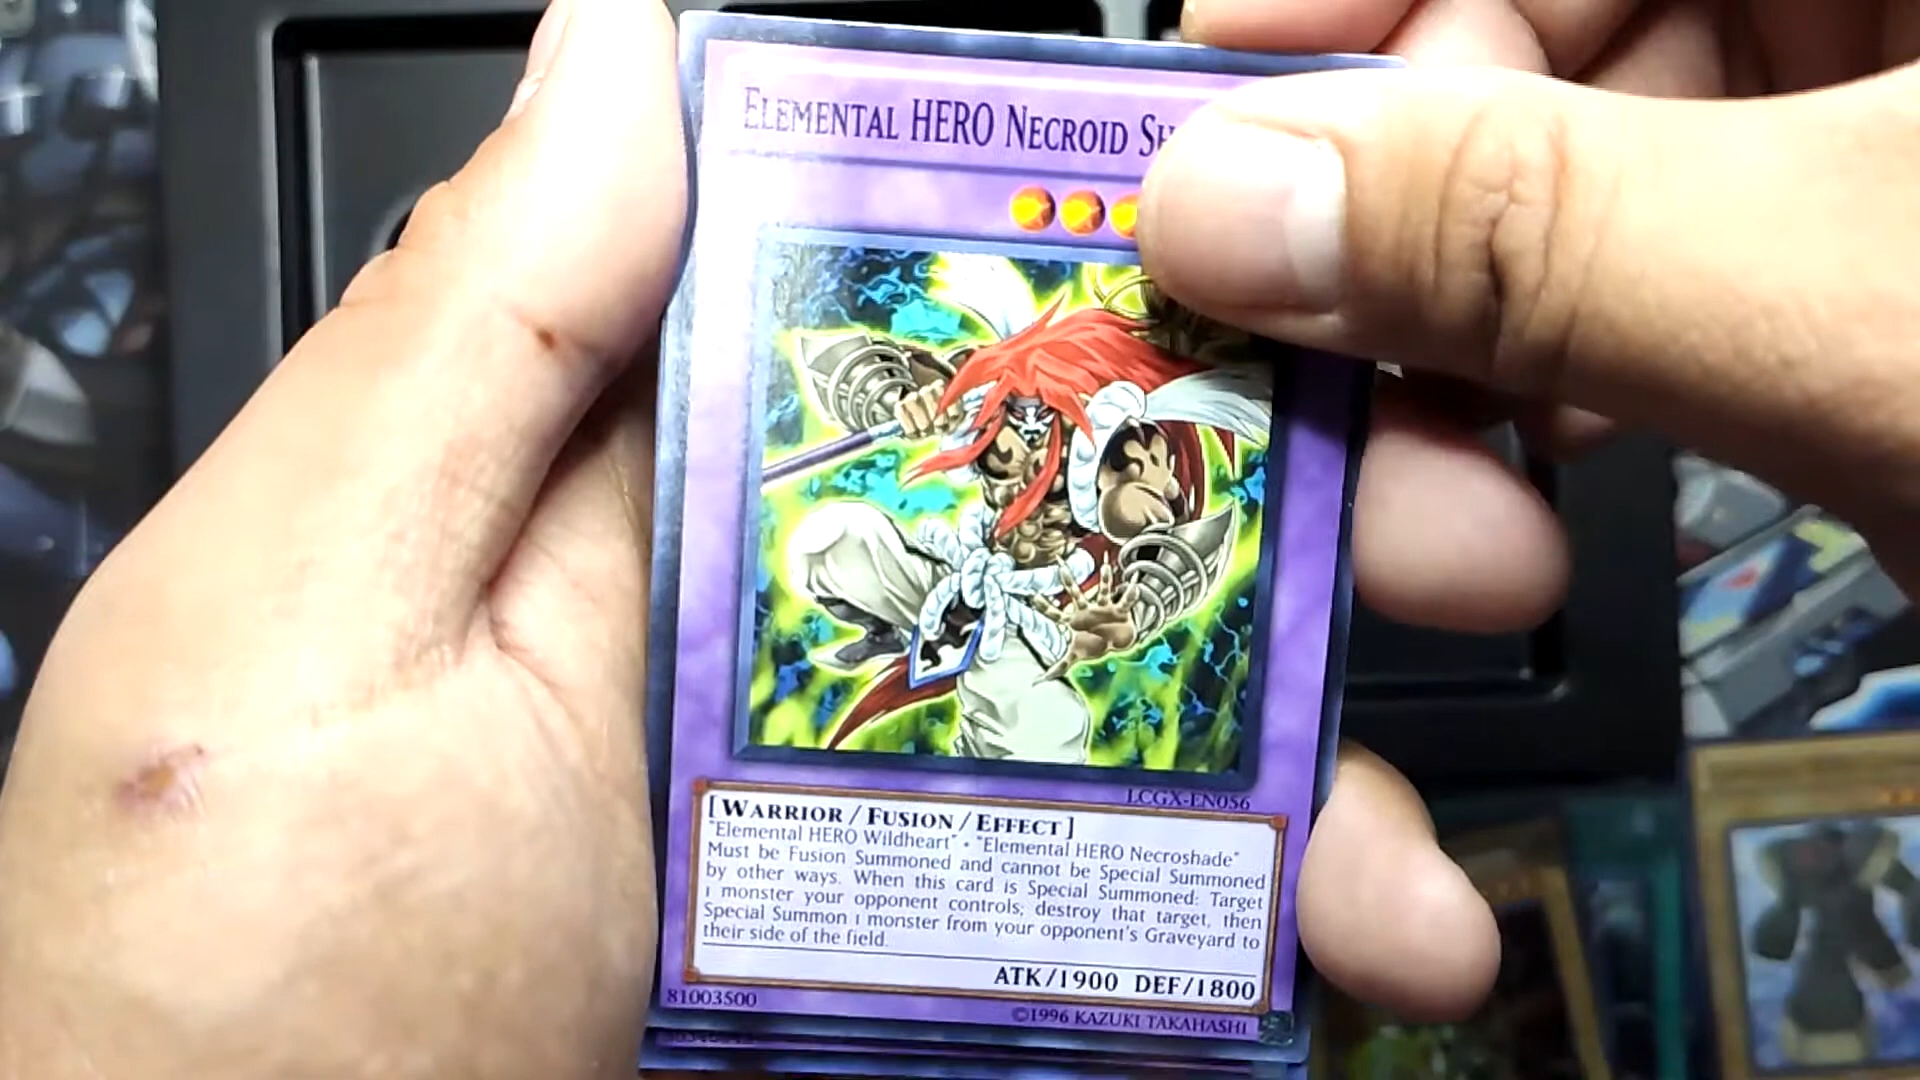 ELEMENTAL HERO NECROID SH
LCGX-EN056
[WARRIOR / FUSION / EFFECT]
"Elemental HERO Wildheart" • "Elemental HERO Necroshade"
Must be Fusion Summoned and cannot be Special Summoned
by other ways. When this card is Special Summoned: Target
1 monster your opponent controls; destroy that target, then
Special Summon 1 monster from your opponent's Graveyard to
their side of the field.
ATK/1900 DEF/1800
81003500
©1996 KAZUKI TAKAHASHI